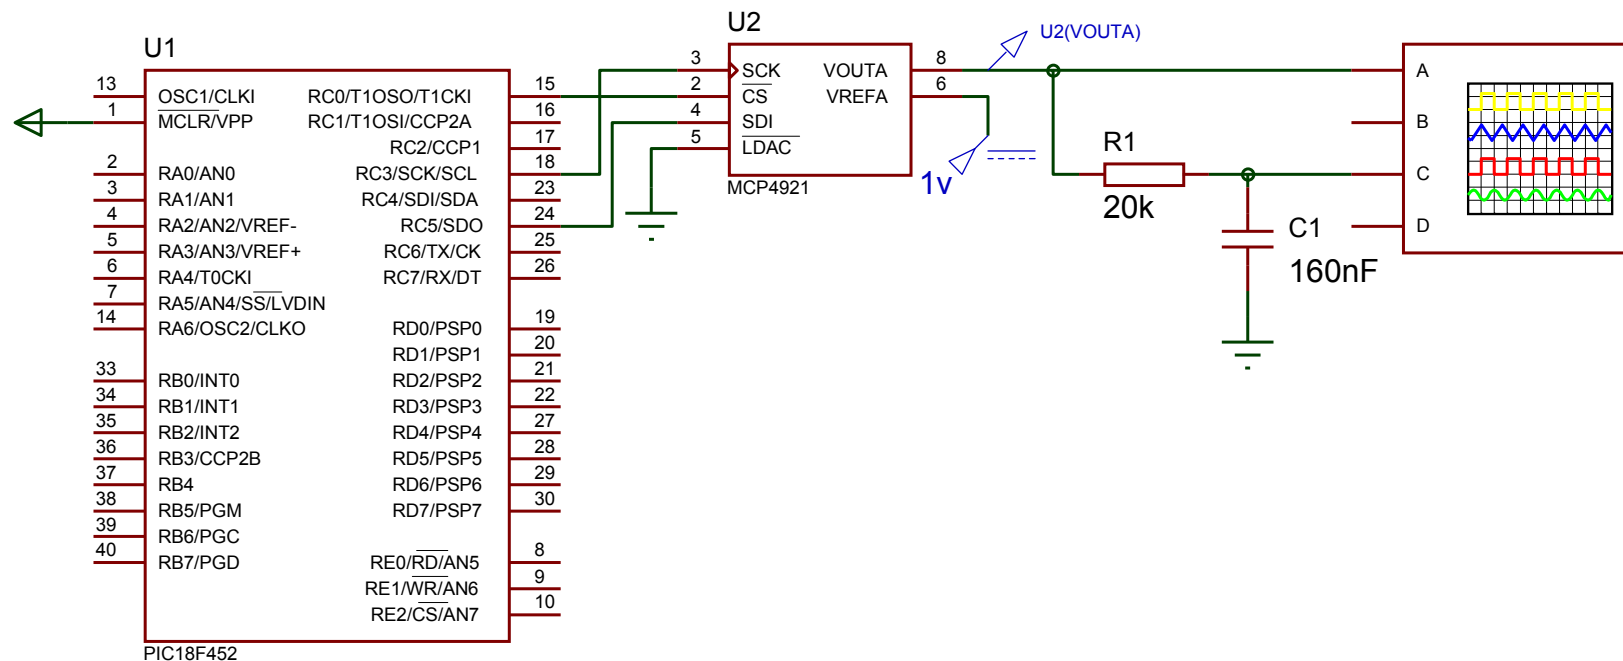 U1
13 OSC1/CLKI
1 MCLR/VPP
2 RA0/AN0
3 RA1/AN1
4 RA2/AN2/VREF-
5 RA3/AN3/VREF+
6 RA4/T0CKI
7 RA5/AN4/SS/LVDIN
14 RA6/OSC2/CLKO
33 RB0/INT0
34 RB1/INT1
35 RB2/INT2
36 RB3/CCP2B
37 RB4
38 RB5/PGM
39 RB6/PGC
40 RB7/PGD
RC0/T1OSO/T1CKI 15
RC1/T1OSI/CCP2A 16
RC2/CCP1 17
RC3/SCK/SCL 18
RC4/SDI/SDA 23
RC5/SDO 24
RC6/TX/CK 25
RC7/RX/DT 26
RD0/PSP0 19
RD1/PSP1 20
RD2/PSP2 21
RD3/PSP3 22
RD4/PSP4 27
RD5/PSP5 28
RD6/PSP6 29
RD7/PSP7 30
RE0/RD/AN5 8
RE1/WR/AN6 9
RE2/CS/AN7 10
PIC18F452
U2
3 SCK
2 CS
4 SDI
5 LDAC
VOUTA 8
VREFA 6
MCP4921
U2(VOUTA)
1v
R1
20k
C1
160nF
A
B
C
D